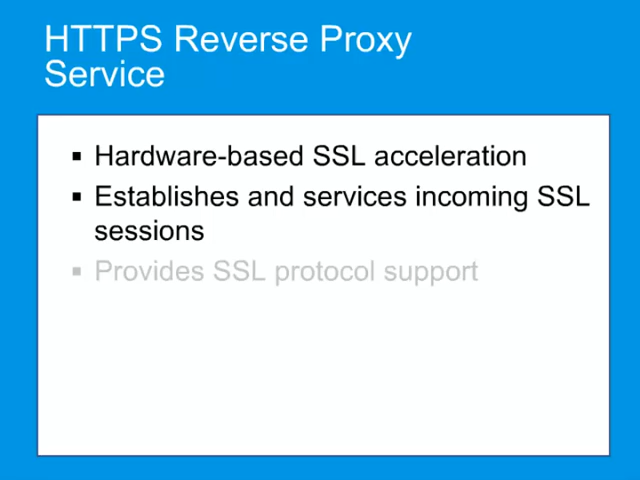 HTTPS Reverse Proxy
Service
▪ Hardware-based SSL acceleration
▪ Establishes and services incoming SSL
sessions
▪ Provides SSL protocol support